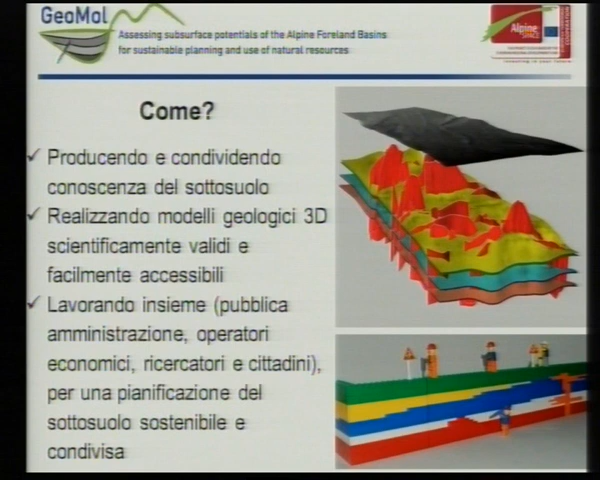 GeoMol
Assessing subsurface potentials of the Alpine Foreland Basins
for sustainable planning and use of natural resources
Alpine
Space
Come?
✓ Producendo e condividendo
conoscenza del sottosuolo
✓ Realizzando modelli geologici 3D
scientificamente validi e
facilmente accessibili
✓ Lavorando insieme (pubblica
amministrazione, operatori
economici, ricercatori e cittadini),
per una pianificazione del
sottosuolo sostenibile e
condivisa